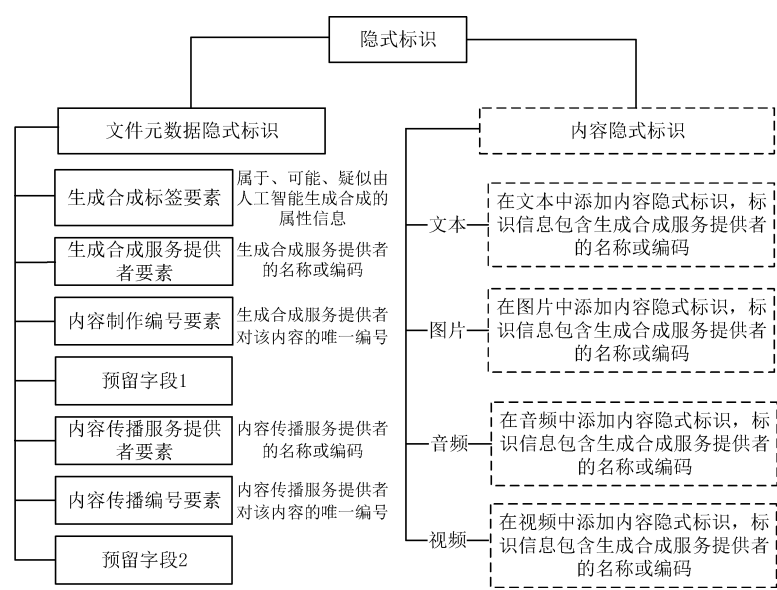 隐式标识
文件元数据隐式标识
生成合成标签要素
属于、可能、疑似由
人工智能生成合成的
属性信息
生成合成服务提供
者要素
生成合成服务提供者
的名称或编码
内容制作编号要素
生成合成服务提供者
对该内容的唯一编号
预留字段1
内容传播服务提供
者要素
内容传播服务提供者
的名称或编码
内容传播编号要素
内容传播服务提供者
对该内容的唯一编号
预留字段2
内容隐式标识
文本
在文本中添加内容隐式标识，标
识信息包含生成合成服务提供者
的名称或编码
图片
在图片中添加内容隐式标识，标
识信息包含生成合成服务提供者
的名称或编码
音频
在音频中添加内容隐式标识，标
识信息包含生成合成服务提供者
的名称或编码
视频
在视频中添加内容隐式标识，标
识信息包含生成合成服务提供者
的名称或编码